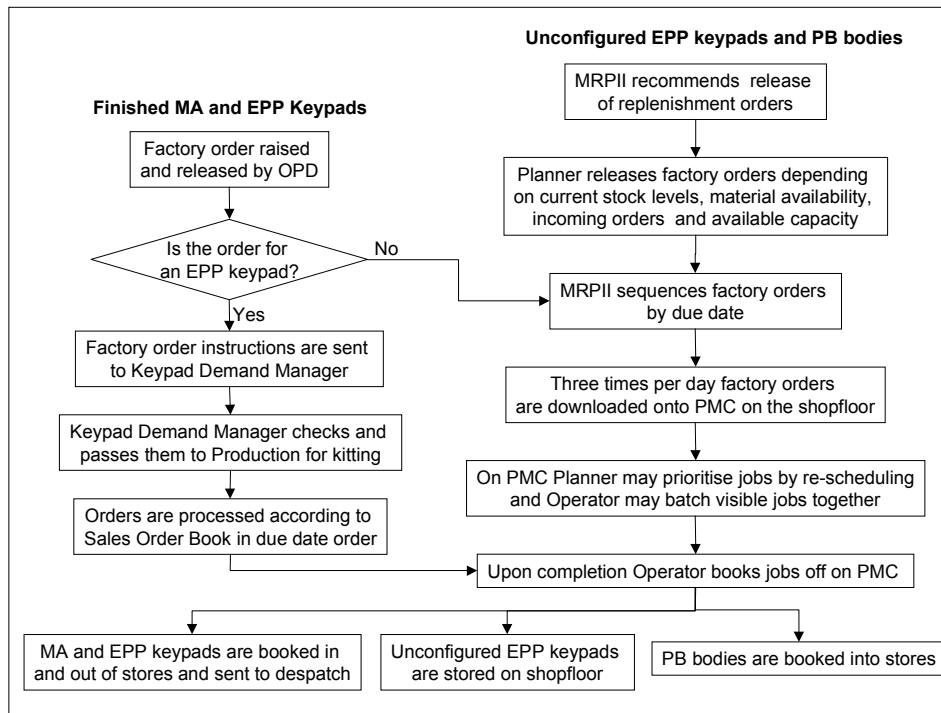 Unconfigured EPP keypads and PB bodies
MRPII recommends release
of replenishment orders
Finished MA and EPP Keypads
Factory order raised
and released by OPD
Planner releases factory orders depending
on current stock levels, material availability,
incoming orders and available capacity
Is the order for
an EPP keypad?
No
Yes
MRPII sequences factory orders
by due date
Factory order instructions are sent
to Keypad Demand Manager
Three times per day factory orders
are downloaded onto PMC on the shopfloor
Keypad Demand Manager checks and
passes them to Production for kitting
On PMC Planner may prioritise jobs by re-scheduling
and Operator may batch visible jobs together
Orders are processed according to
Sales Order Book in due date order
Upon completion Operator books jobs off on PMC
MA and EPP keypads are booked in
and out of stores and sent to despatch
Unconfigured EPP keypads
are stored on shopfloor
PB bodies are booked into stores